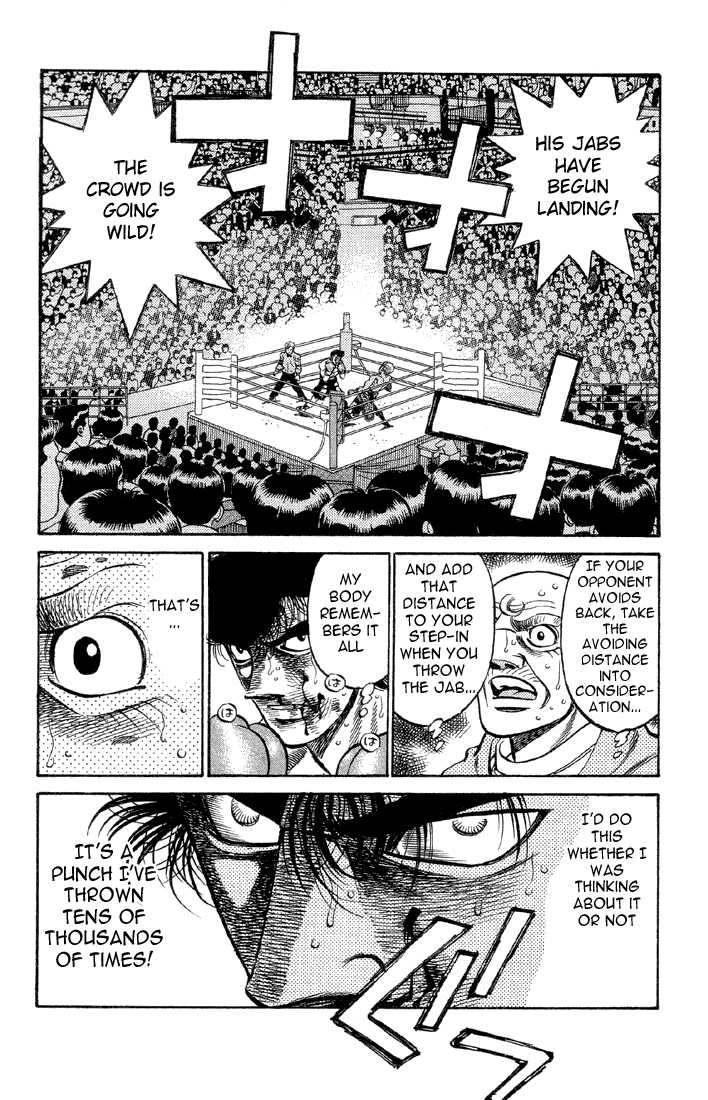 HIS JABS
HAVE
BEGUN
LANDING!
THE
CROWD IS
GOING
WILD!
キ
キ
キ
IF YOUR
OPPONENT
AVOIDS
BACK, TAKE
THE
AVOIDING
DISTANCE
INTO
CONSIDER-
ATION...
AND ADD
THAT
DISTANCE
TO YOUR
STEP-IN
WHEN YOU
THROW
THE JAB...
MY
BODY
REMEM-
BERS IT
ALL
THAT'S
...
I'D DO
THIS
WHETHER I
WAS
THINKING
ABOUT IT
OR NOT
IT'S A
PUNCH I'VE
THROWN
TENS OF
THOUSANDS
OF TIMES!